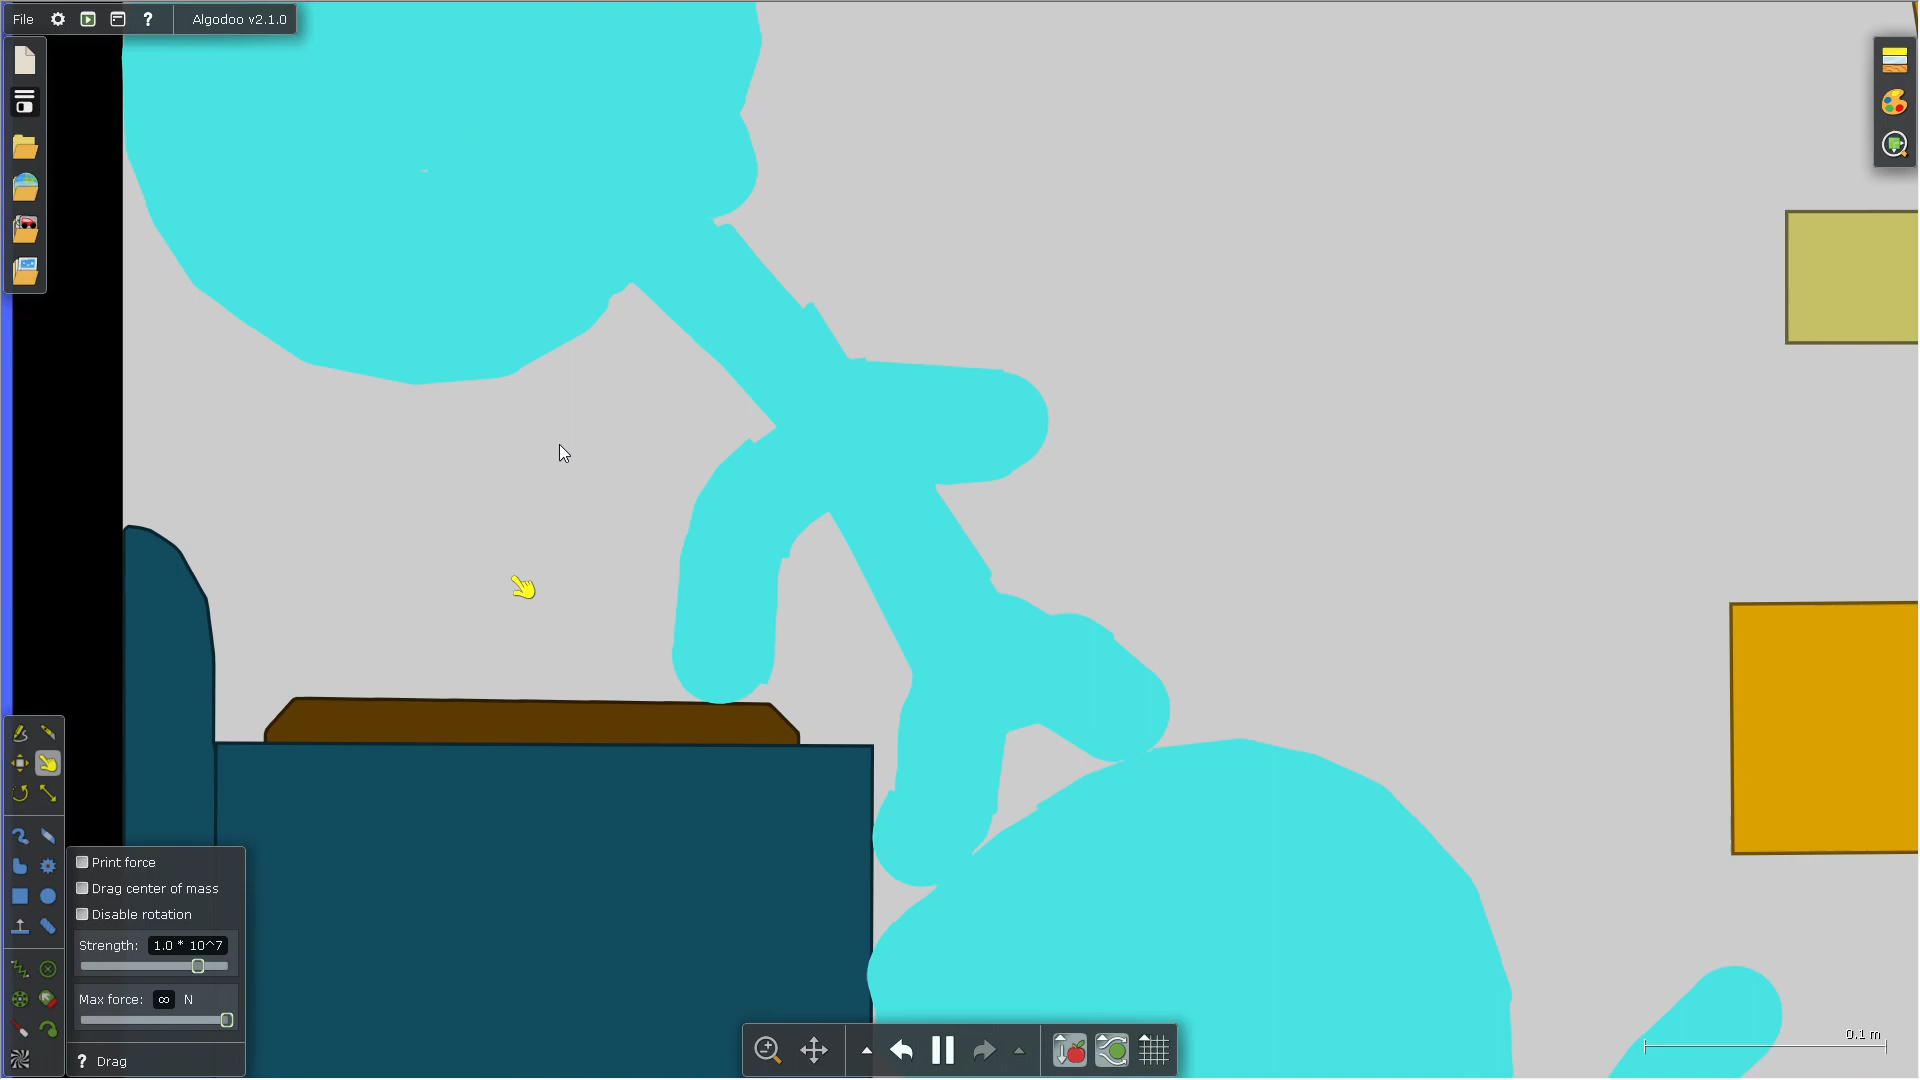 File ? Algodoo v2.1.0
Print force
Drag center of mass
Disable rotation
Strength: 1.0 * 10^7
Max force: ∞ N
? Drag
0.1 m